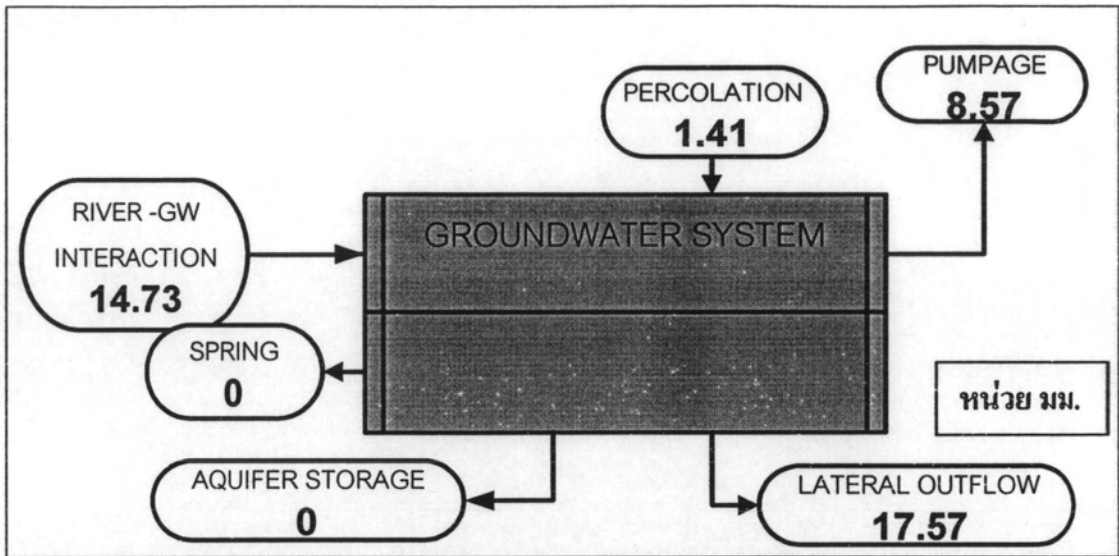 PUMPAGE
8.57
PERCOLATION
1.41
RIVER -GW
INTERACTION
14.73
GROUNDWATER SYSTEM
SPRING
0
หน่วย มม.
AQUIFER STORAGE
0
LATERAL OUTFLOW
17.57